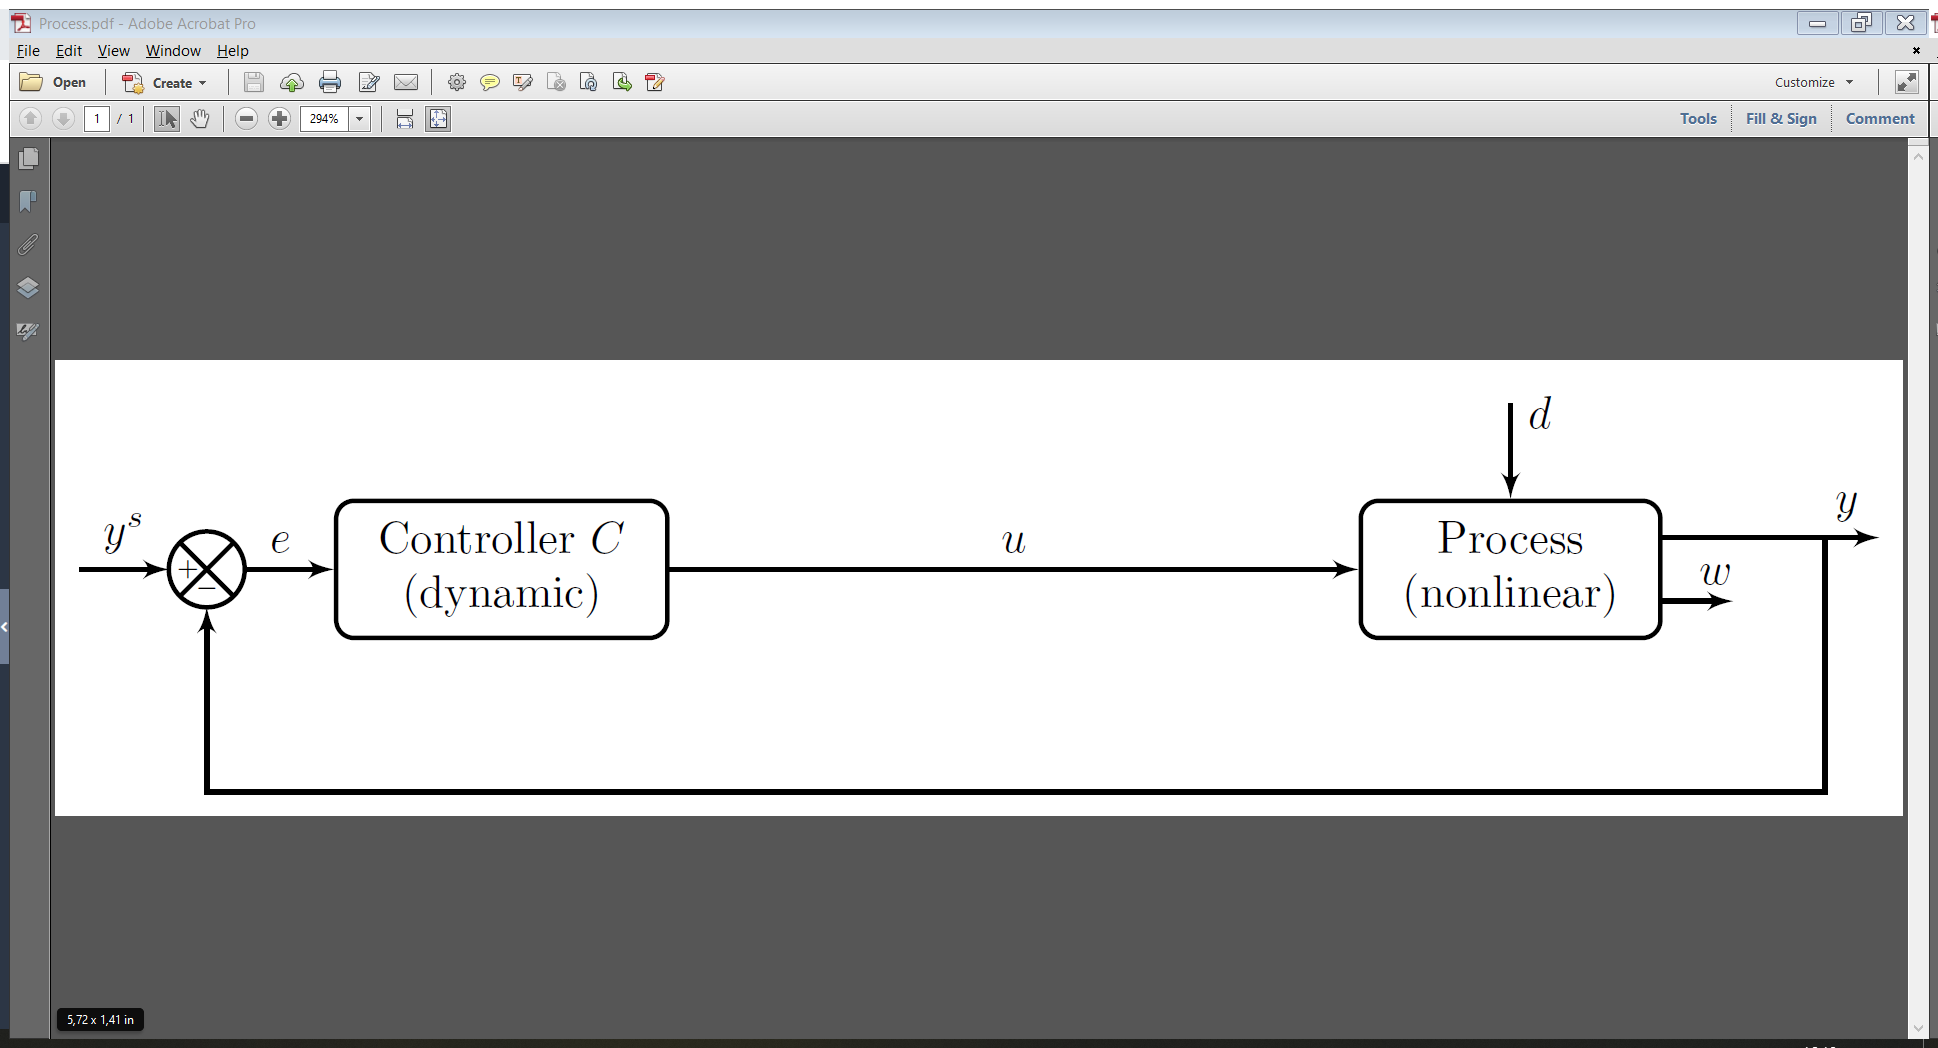 Process.pdf - Adobe Acrobat Pro
File Edit View Window Help
Open Create Customize
1 / 1 294% Tools Fill & Sign Comment
d
y^s e Controller C u Process y
+ − (dynamic) (nonlinear) w
5,72 x 1,41 in